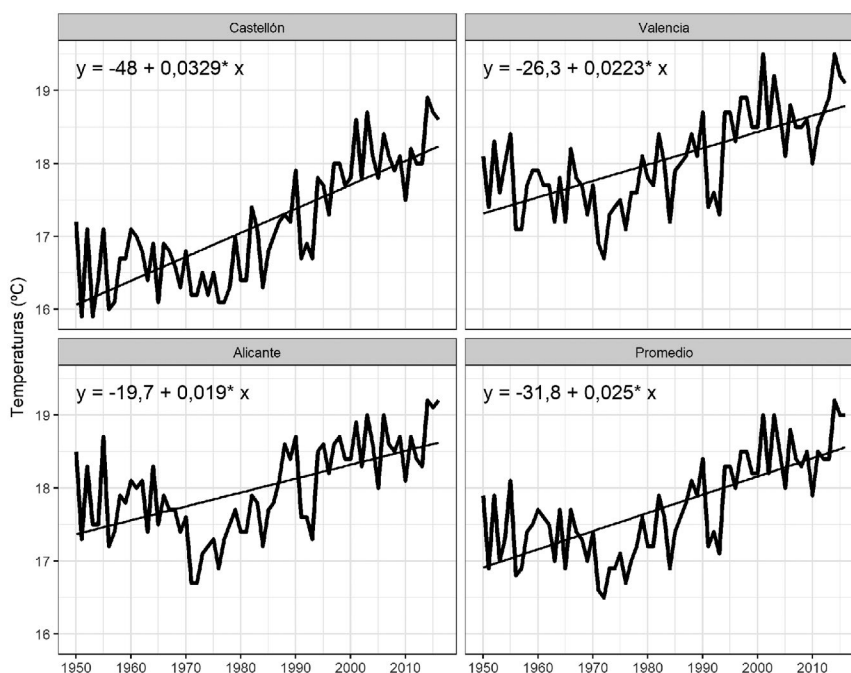 Castellón
Valencia
y = -48 + 0,0329* x
y = -26,3 + 0,0223* x
19
18
17
16
Temperaturas (ºC)
Alicante
Promedio
y = -19,7 + 0,019* x
y = -31,8 + 0,025* x
19
18
17
16
1950 1960 1970 1980 1990 2000 2010
1950 1960 1970 1980 1990 2000 2010